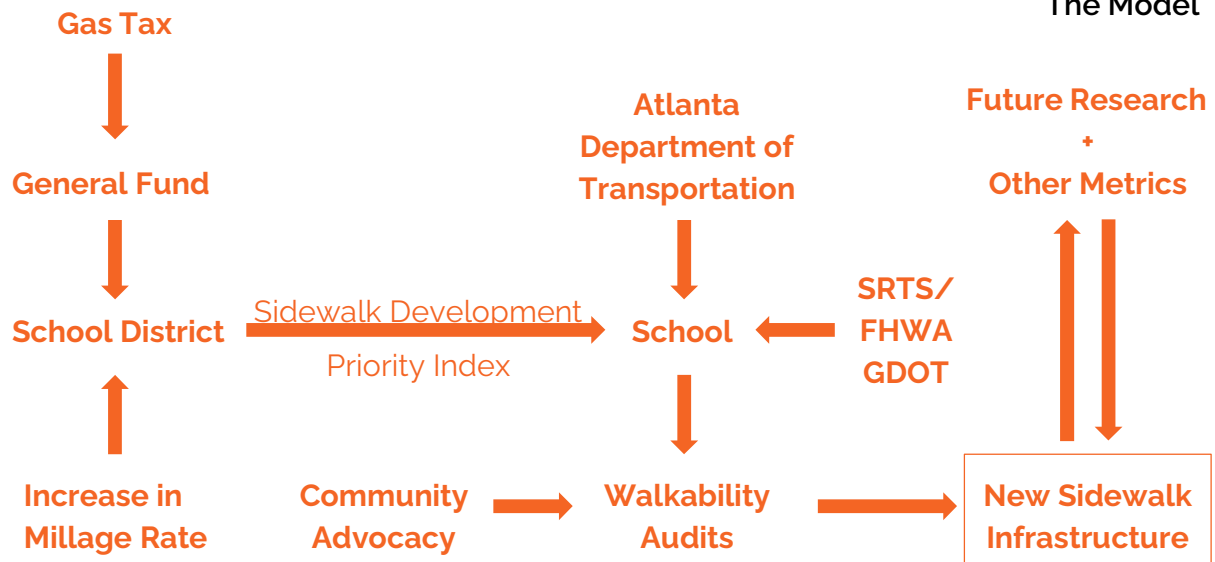 The Model
Gas Tax
Atlanta
Department of
Transportation
Future Research
+
Other Metrics
General Fund
School District
Sidewalk Development
Priority Index
School
SRTS/
FHWA
GDOT
Increase in
Millage Rate
Community
Advocacy
Walkability
Audits
New Sidewalk
Infrastructure